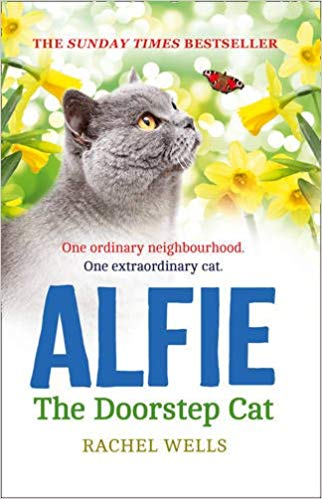 THE SUNDAY TIMES BESTSELLER
One ordinary neighbourhood.
One extraordinary cat.
ALFIE
The Doorstep Cat
RACHEL WELLS